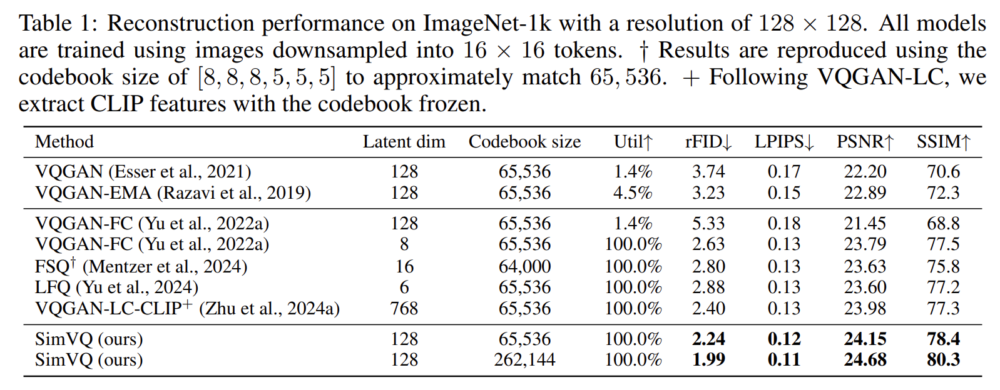 Table 1: Reconstruction performance on ImageNet-1k with a resolution of 128 × 128. All models
are trained using images downsampled into 16 × 16 tokens. † Results are reproduced using the
codebook size of [8, 8, 8, 5, 5, 5] to approximately match 65, 536. + Following VQGAN-LC, we
extract CLIP features with the codebook frozen.
Method Latent dim Codebook size Util↑ rFID↓ LPIPS↓ PSNR↑ SSIM↑
VQGAN (Esser et al., 2021) 128 65,536 1.4% 3.74 0.17 22.20 70.6
VQGAN-EMA (Razavi et al., 2019) 128 65,536 4.5% 3.23 0.15 22.89 72.3
VQGAN-FC (Yu et al., 2022a) 128 65,536 1.4% 5.33 0.18 21.45 68.8
VQGAN-FC (Yu et al., 2022a) 8 65,536 100.0% 2.63 0.13 23.79 77.5
FSQ† (Mentzer et al., 2024) 16 64,000 100.0% 2.80 0.13 23.63 75.8
LFQ (Yu et al., 2024) 6 65,536 100.0% 2.88 0.13 23.60 77.2
VQGAN-LC-CLIP+ (Zhu et al., 2024a) 768 65,536 100.0% 2.40 0.13 23.98 77.3
SimVQ (ours) 128 65,536 100.0% 2.24 0.12 24.15 78.4
SimVQ (ours) 128 262,144 100.0% 1.99 0.11 24.68 80.3